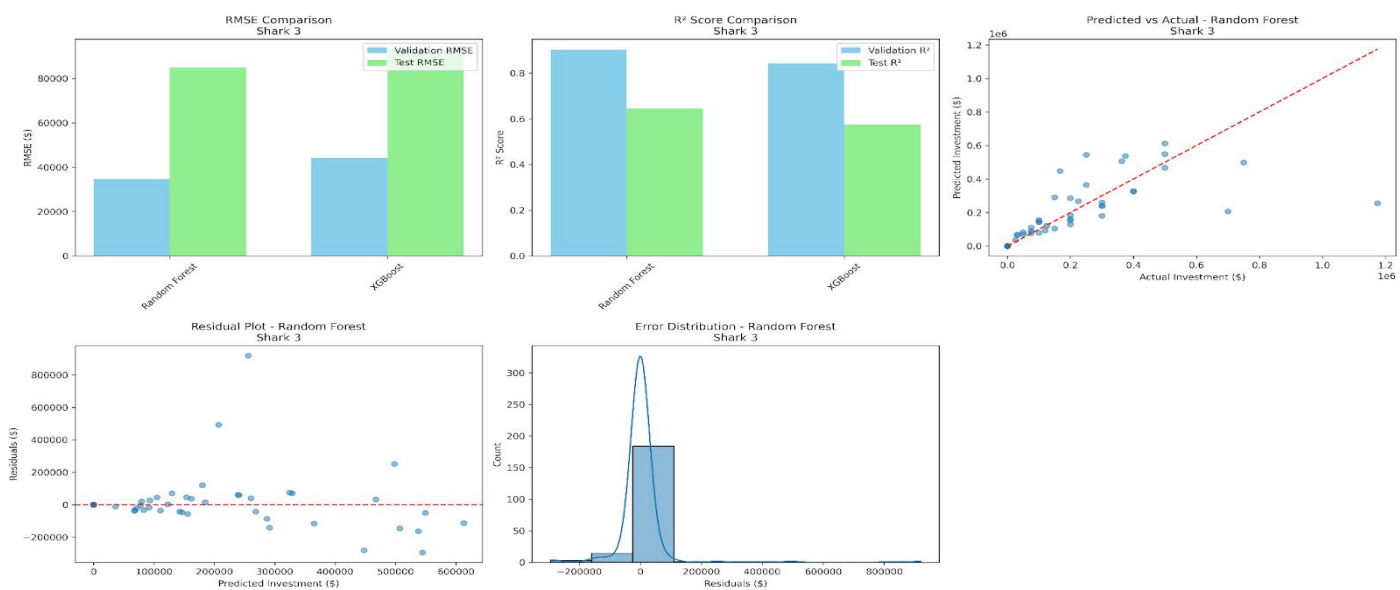 RMSE Comparison
Shark 3
Validation RMSE
Test RMSE
80000
60000
40000
20000
0
RMSE ($)
Random Forest
XGBoost
R² Score Comparison
Shark 3
Validation R²
Test R²
0.8
0.6
0.4
0.2
0.0
R² Score
Random Forest
XGBoost
Predicted vs Actual - Random Forest
Shark 3
1e6
1.2
1.0
0.8
0.6
0.4
0.2
0.0
Predicted Investment ($)
0.0 0.2 0.4 0.6 0.8 1.0 1.2
1e6
Actual Investment ($)
Residual Plot - Random Forest
Shark 3
800000
600000
400000
200000
0
−200000
Residuals ($)
0 100000 200000 300000 400000 500000 600000
Predicted Investment ($)
Error Distribution - Random Forest
Shark 3
300
250
200
150
100
50
0
Count
−200000 0 200000 400000 600000 800000
Residuals ($)